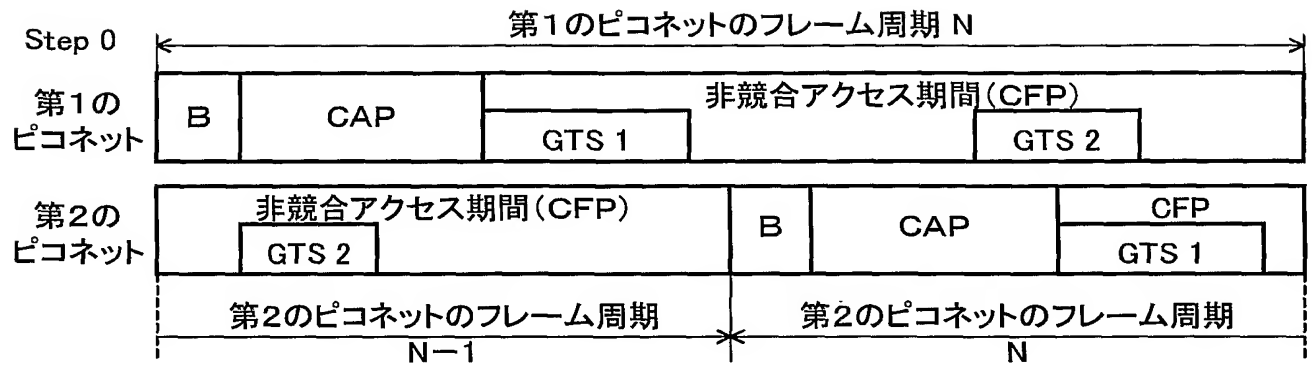 第1のピコネットのフレーム周期 N
Step 0
第1の
ピコネット
B
CAP
非競合アクセス期間(CFP)
GTS 1
GTS 2
第2の
ピコネット
非競合アクセス期間(CFP)
GTS 2
B
CAP
CFP
GTS 1
第2のピコネットのフレーム周期
N-1
第2のピコネットのフレーム周期
N